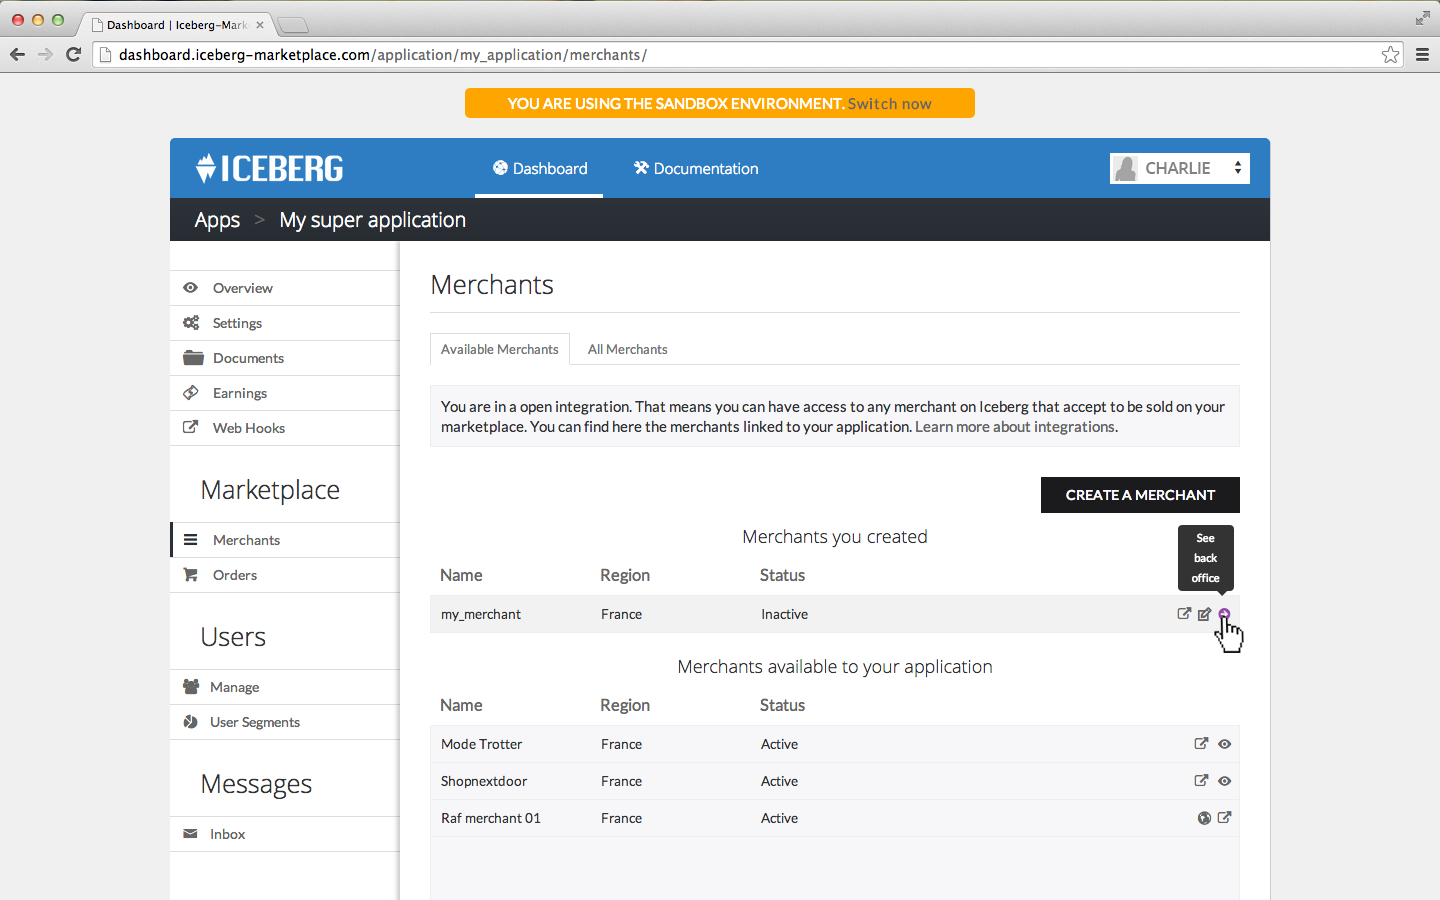 Dashboard | Iceberg-Mark
dashboard.iceberg-marketplace.com/application/my_application/merchants/
YOU ARE USING THE SANDBOX ENVIRONMENT. Switch now
ICEBERG
Dashboard
Documentation
CHARLIE
Apps > My super application
Overview
Settings
Documents
Earnings
Web Hooks
Marketplace
Merchants
Orders
Users
Manage
User Segments
Messages
Inbox
Merchants
Available Merchants
All Merchants
You are in a open integration. That means you can have access to any merchant on Iceberg that accept to be sold on your
marketplace. You can find here the merchants linked to your application. Learn more about integrations.
CREATE A MERCHANT
Merchants you created
See
back
office
Name Region Status
my_merchant France Inactive
Merchants available to your application
Name Region Status
Mode Trotter France Active
Shopnextdoor France Active
Raf merchant 01 France Active